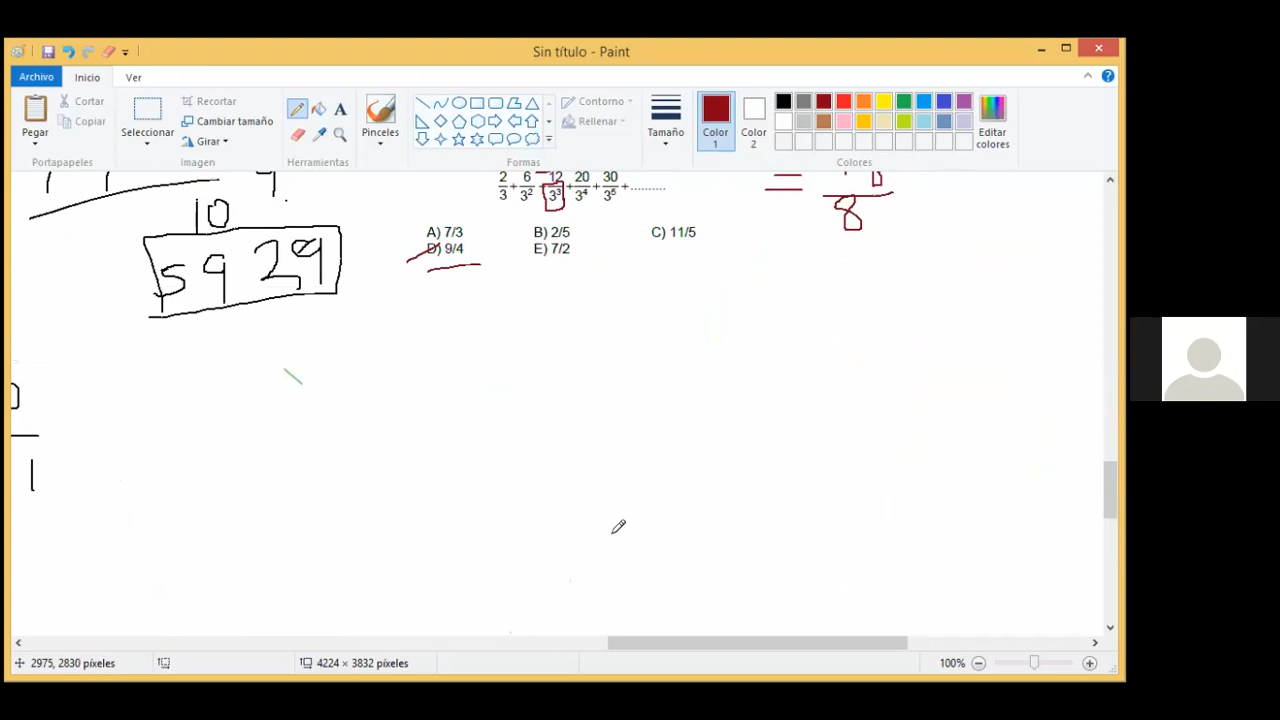 Sin título - Paint
Archivo Inicio Ver
Pegar
Cortar
Copiar
Seleccionar
Recortar
Cambiar tamaño
Girar
A
Pinceles
Contorno
Rellenar
Tamaño
Color 1
Color 2
Editar colores
Portapapeles Imagen Herramientas Formas Colores
2/3 + 6/3² + 12/3³ + 20/3⁴ + 30/3⁵ + ..........
8
A) 7/3 B) 2/5 C) 11/5
D) 9/4 E) 7/2
10
59 29
1
2975, 2830 píxeles 4224 × 3832 píxeles 100%